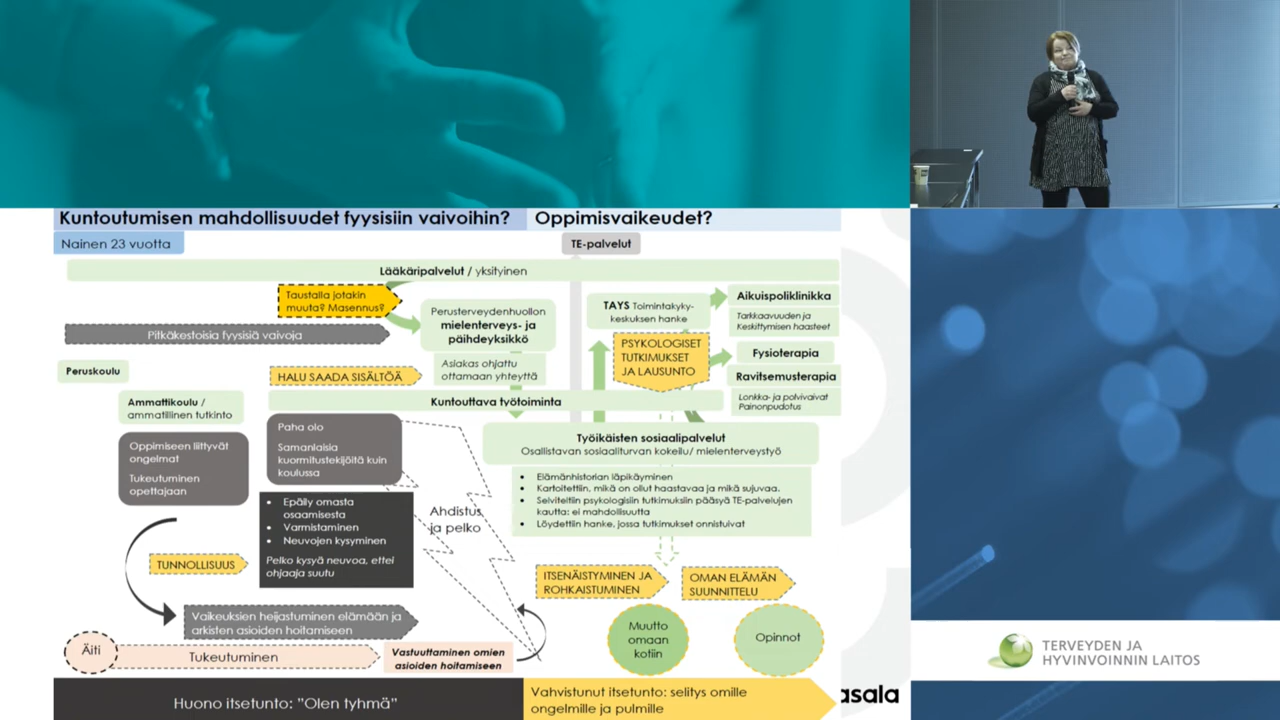 Kuntoutumisen mahdollisuudet fyysisiin vaivoihin?
Oppimisvaikeudet?
Nainen 23 vuotta
TE-palvelut
Lääkäripalvelut / yksityinen
Taustalla jotakin
muuta? Masennus?
Pitkäkestoisia fyysisiä vaivoja
Perusterveydenhuollon
mielenterveys- ja
päihdeyksikkö
Asiakas ohjattu
ottamaan yhteyttä
TAYS Toimintakyky-
keskuksen hanke
PSYKOLOGISET
TUTKIMUKSET
JA LAUSUNTO
Aikuispoliklinikka
Tarkkaavuuden ja
Keskittymisen haasteet
Fysioterapia
Ravitsemusterapia
Lonkka- ja polvivaivat
Painonpudotus
Peruskoulu
HALU SAADA SISÄLTÖÄ
Ammattikoulu /
ammatillinen tutkinto
Kuntouttava työtoiminta
Oppimiseen liittyvät
ongelmat
Tukeutuminen
opettajaan
Paha olo
Samanlaisia
kuormitustekijöitä kuin
koulussa
Työikäisten sosiaalipalvelut
Osallistavan sosiaaliturvan kokeilu/ mielenterveystyö
• Elämänhistorian läpikäyminen
• Kartoitettiin, mikä on ollut haastavaa ja mikä sujuvaa.
• Selvitettiin psykologisiin tutkimuksiin pääsyä TE-palvelujen
kautta: ei mahdollisuutta
• Löydettiin hanke, jossa tutkimukset onnistuivat
• Epäily omasta
osaamisesta
• Varmistaminen
• Neuvojen kysyminen
Pelko kysyä neuvoa, ettei
ohjaaja suutu
Ahdistus
ja pelko
TUNNOLLISUUS
ITSENÄISTYMINEN JA
ROHKAISTUMINEN
OMAN ELÄMÄN
SUUNNITTELU
Vaikeuksien heijastuminen elämään ja
arkisten asioiden hoitamiseen
Muutto
omaan
kotiin
Opinnot
Äiti
Tukeutuminen
Vastuuttaminen omien
asioiden hoitamiseen
Huono itsetunto: "Olen tyhmä"
Vahvistunut itsetunto: selitys omille
ongelmille ja pulmille
asala
TERVEYDEN JA
HYVINVOINNIN LAITOS